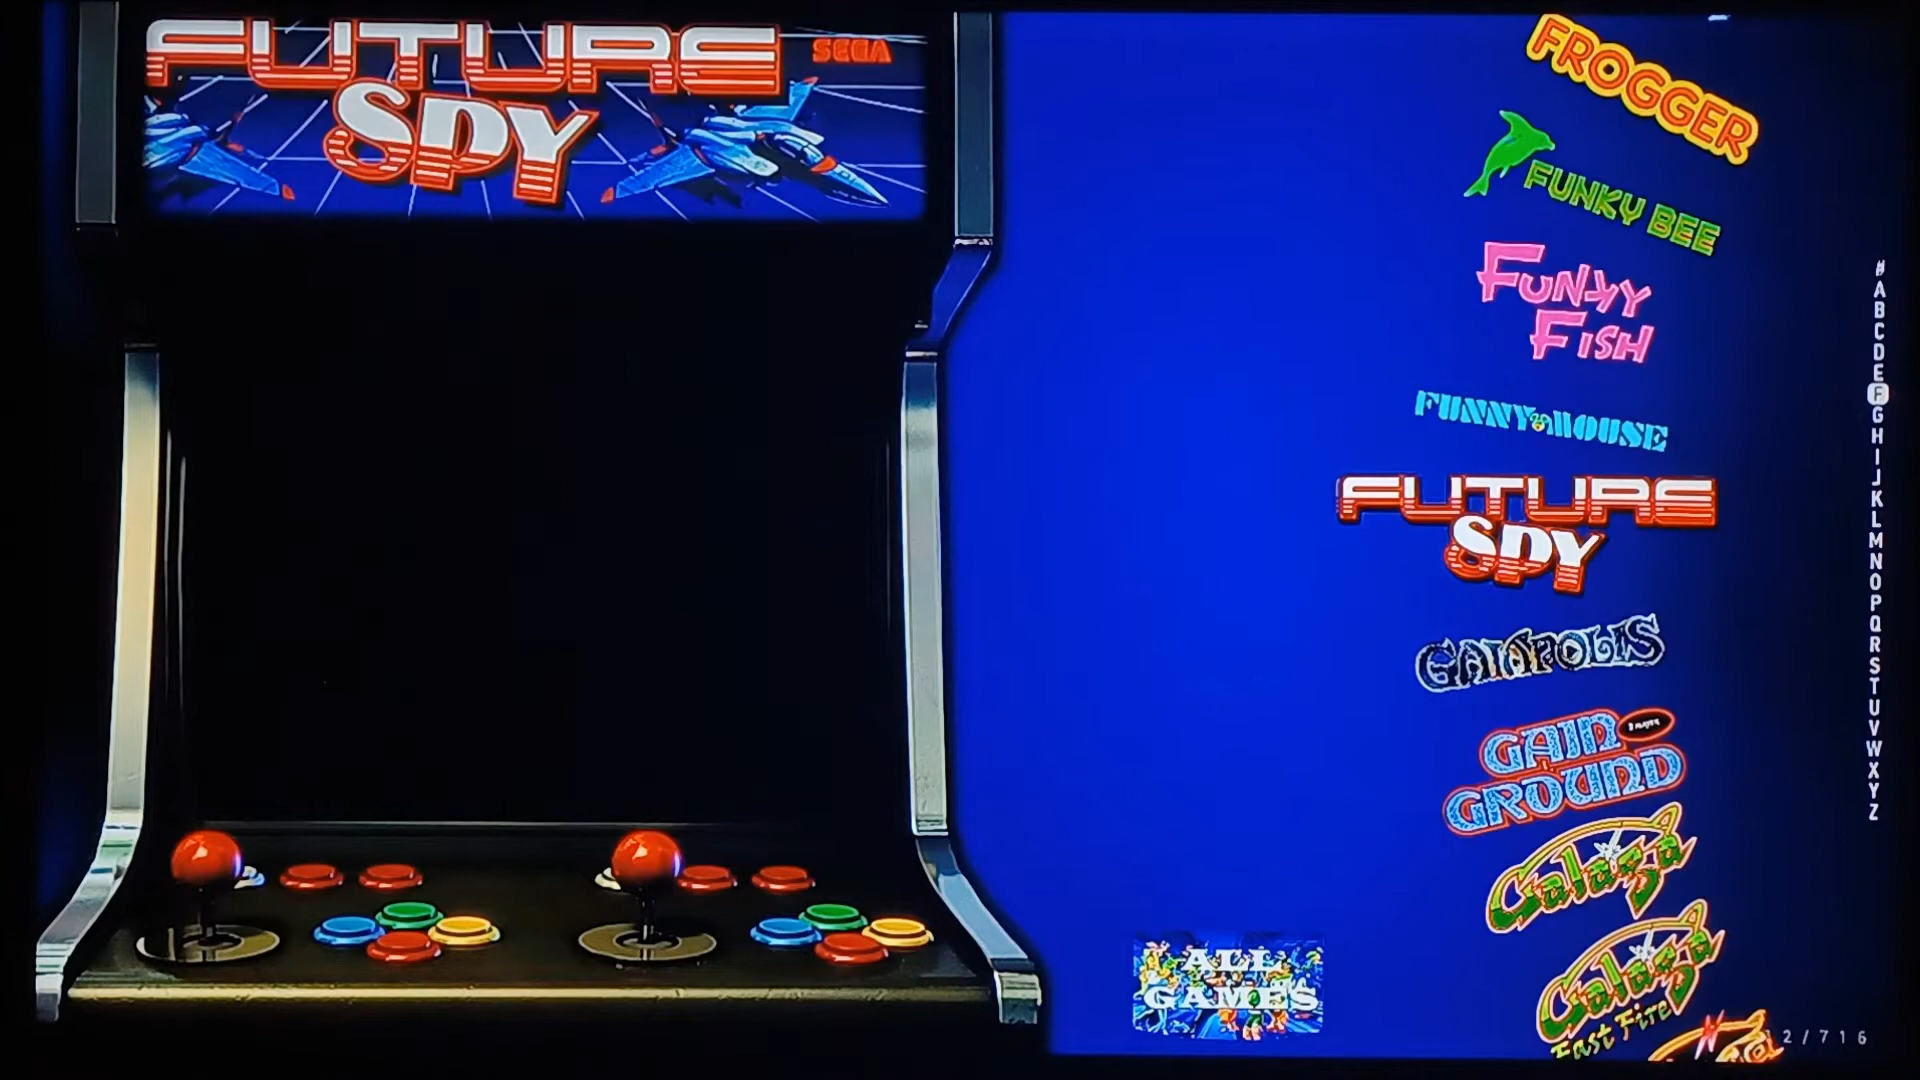 FUTURE
SPY
SEGA
FROGGER
FUNKY BEE
FUNKY
FISH
FUNNY MOUSE
FUTURE
SPY
GAIAPOLIS
GAIN
GROUND
Galaga
Galaga
Fast Fire
ALL
GAMES
2/716
#
A
B
C
D
E
F
G
H
I
J
K
L
M
N
O
P
Q
R
S
T
U
V
W
X
Y
Z